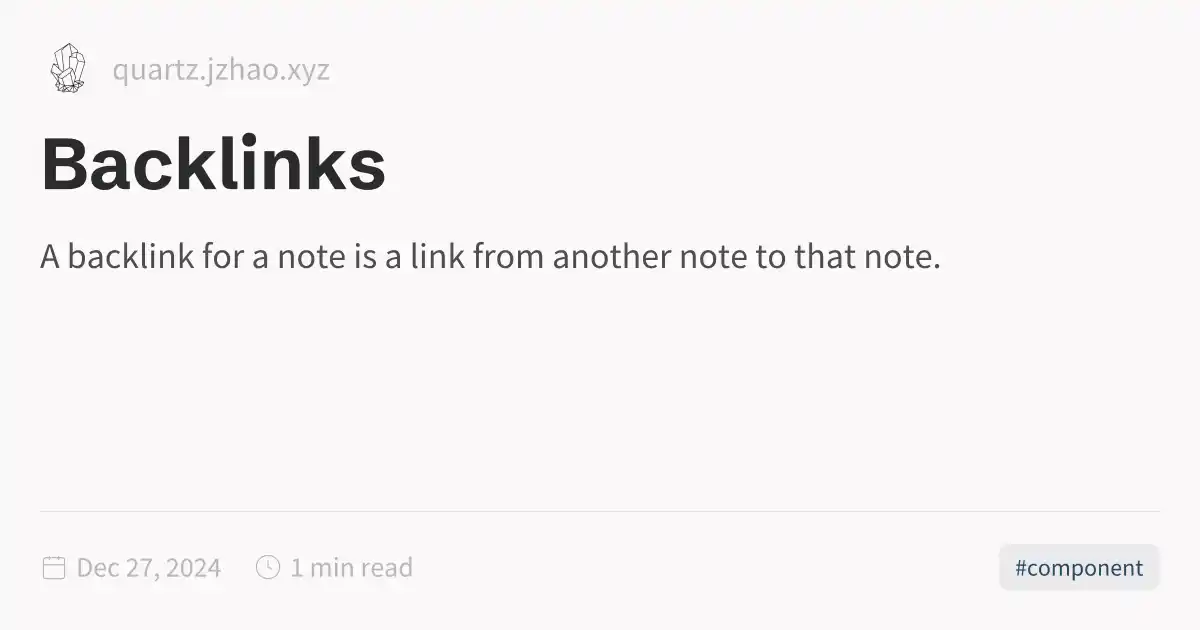 quartz.jzhao.xyz
Backlinks
A backlink for a note is a link from another note to that note.
Dec 27, 2024 1 min read
#component